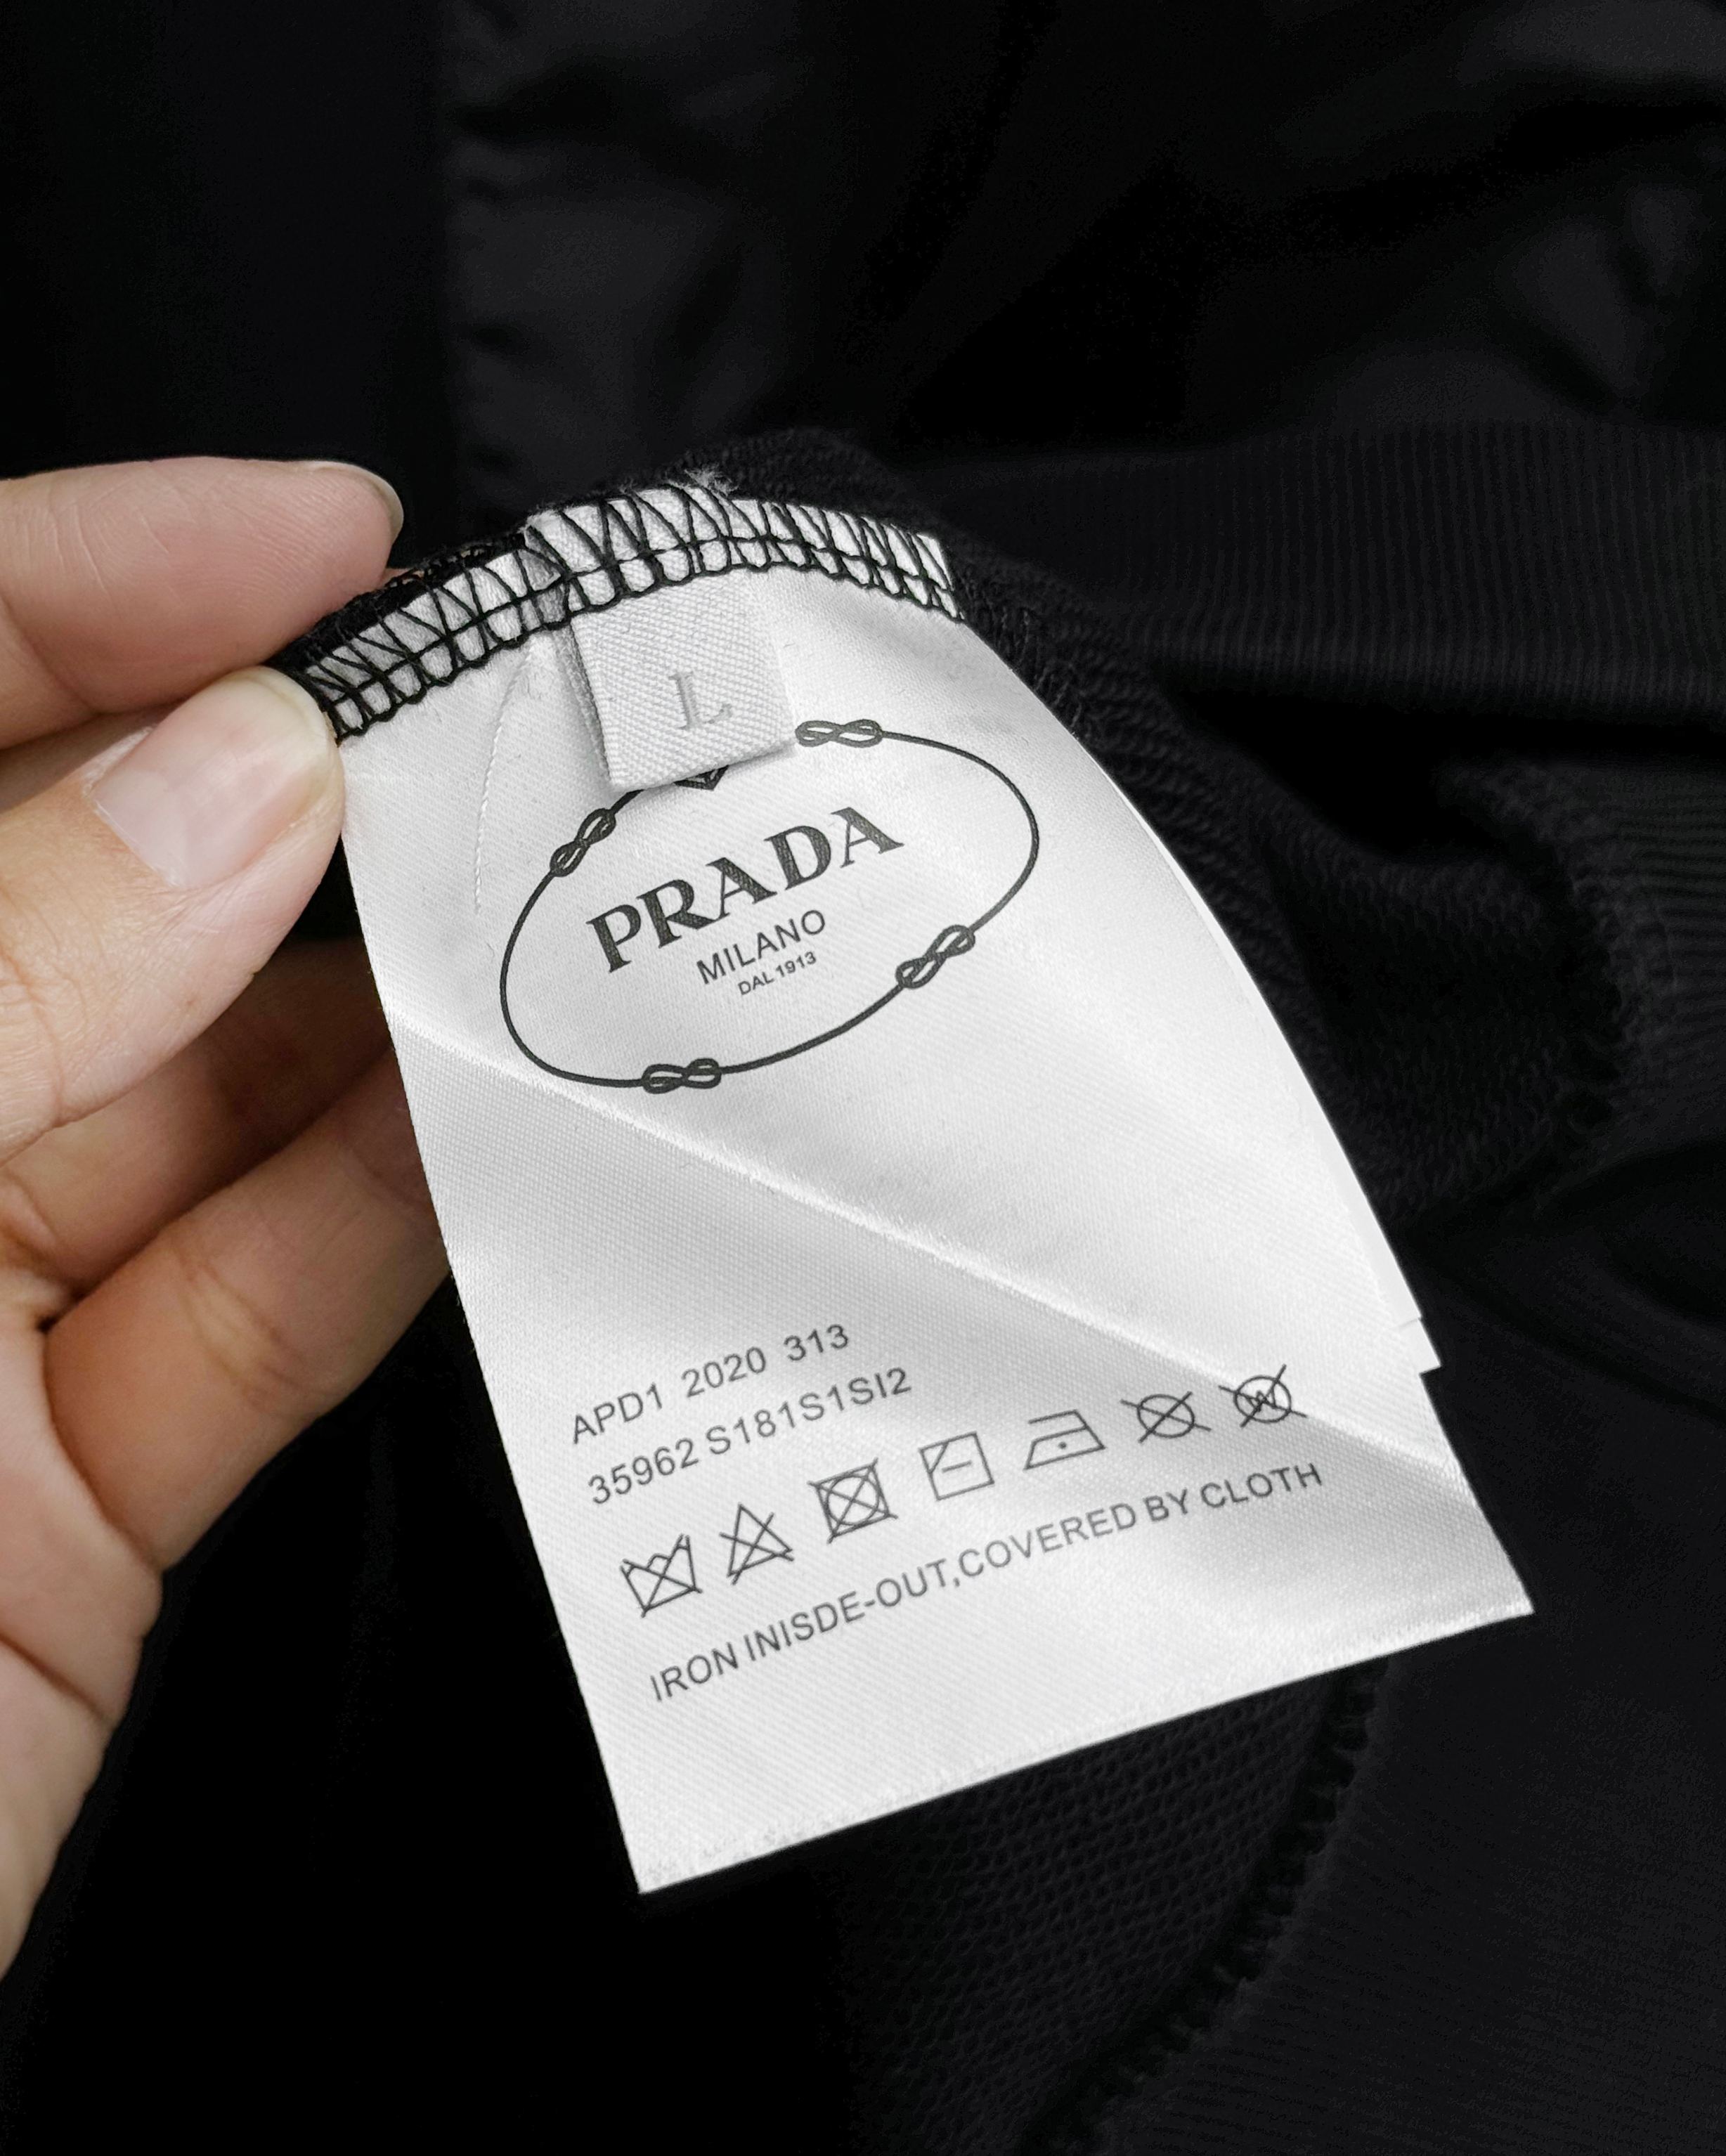 L
PRADA
MILANO
DAL 1913
APD1 2020 313
35962 S181S1SI2
IRON INISDE-OUT,COVERED BY CLOTH